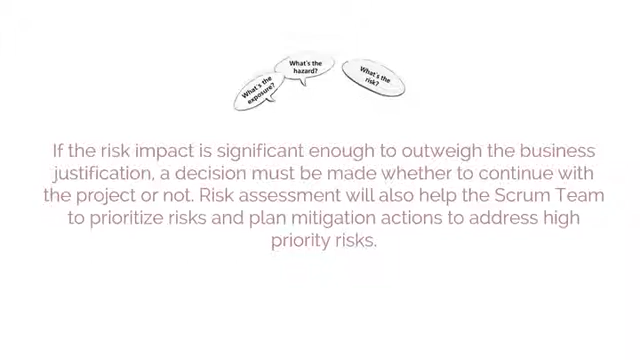 What's the
exposure?
What's the
hazard?
What's the
risk?
If the risk impact is significant enough to outweigh the business
justification, a decision must be made whether to continue with
the project or not. Risk assessment will also help the Scrum Team
to prioritize risks and plan mitigation actions to address high
priority risks.